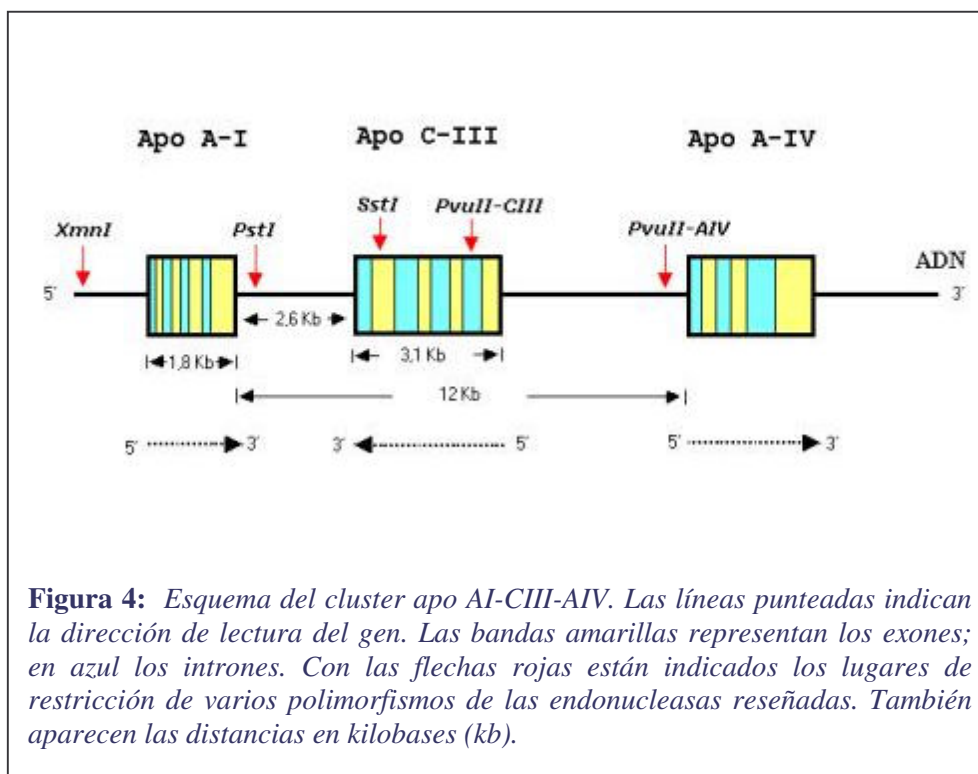 Apo A-I Apo C-III Apo A-IV
XmnI PstI SstI PvuII-CIII PvuII-AIV ADN
5' 3'
2,6 Kb
1,8 Kb 3,1 Kb
12 Kb
5' 3' 3' 5' 5' 3'
Figura 4: Esquema del cluster apo AI-CIII-AIV. Las líneas punteadas indican
la dirección de lectura del gen. Las bandas amarillas representan los exones;
en azul los intrones. Con las flechas rojas están indicados los lugares de
restricción de varios polimorfismos de las endonucleasas reseñadas. También
aparecen las distancias en kilobases (kb).